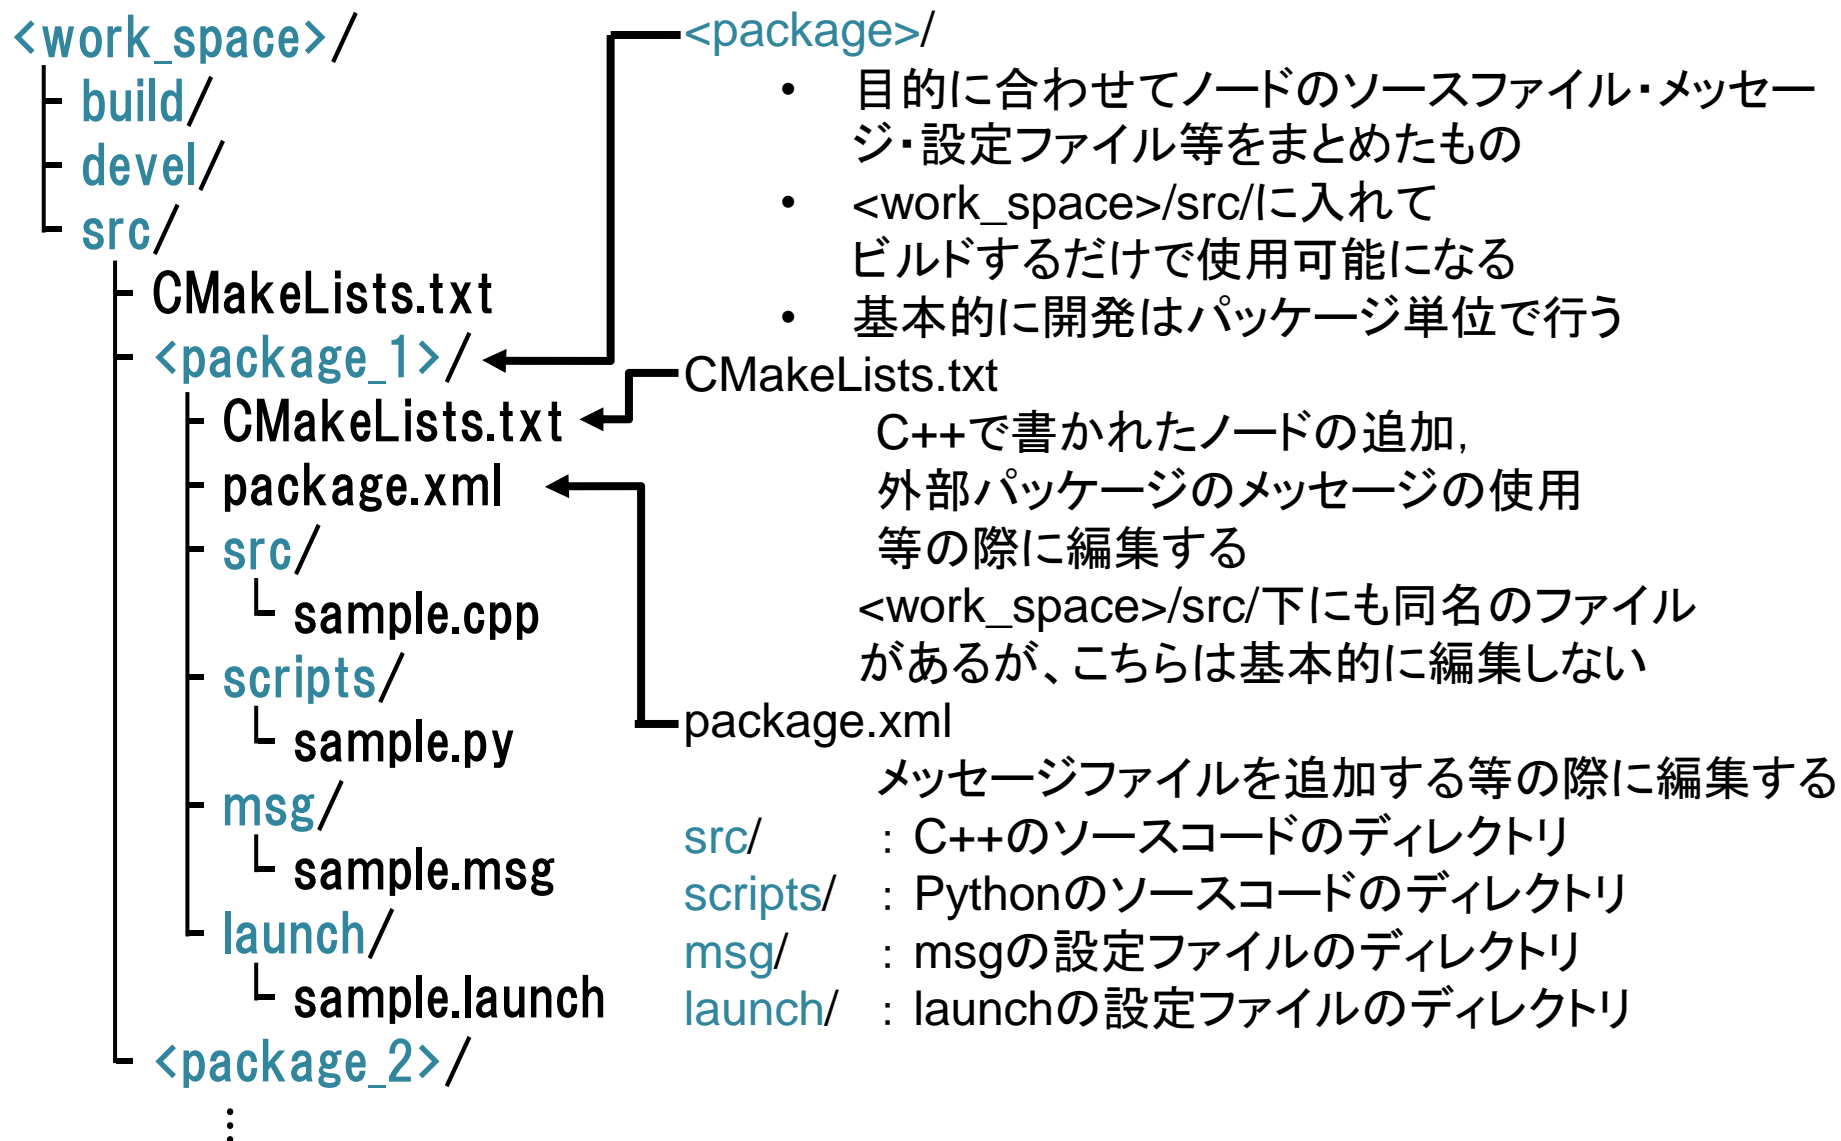 <work_space>/
build/
devel/
src/
CMakeLists.txt
<package_1>/
CMakeLists.txt
package.xml
src/
sample.cpp
scripts/
sample.py
msg/
sample.msg
launch/
sample.launch
<package_2>/
⋮
<package>/
• 目的に合わせてノードのソースファイル・メッセー
ジ・設定ファイル等をまとめたもの
• <work_space>/src/に入れて
ビルドするだけで使用可能になる
• 基本的に開発はパッケージ単位で行う
CMakeLists.txt
C++で書かれたノードの追加,
外部パッケージのメッセージの使用
等の際に編集する
<work_space>/src/下にも同名のファイル
があるが、こちらは基本的に編集しない
package.xml
メッセージファイルを追加する等の際に編集する
src/ : C++のソースコードのディレクトリ
scripts/ : Pythonのソースコードのディレクトリ
msg/ : msgの設定ファイルのディレクトリ
launch/ : launchの設定ファイルのディレクトリ